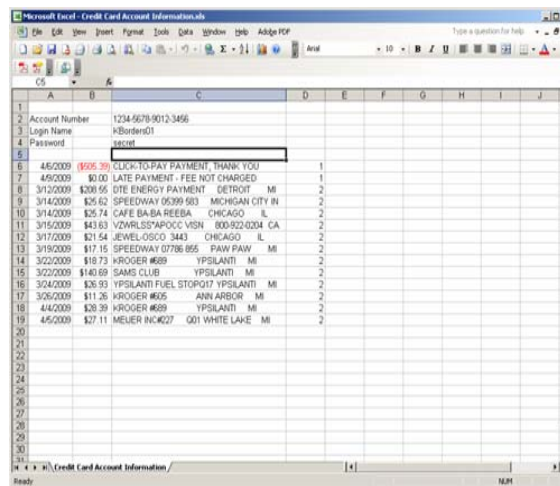 Microsoft Excel - Credit Card Account Information.xls
File Edit View Insert Format Tools Data Window Help Adobe PDF Type a question for help
Arial 10 B I U
C5
A B C D E F G H I J
1
2 Account Number 1234-5678-9012-3456
3 Login Name KBorders01
4 Password secret
5
6 4/6/2009 ($505.39) CLICK-TO-PAY PAYMENT, THANK YOU 1
7 4/9/2009 $0.00 LATE PAYMENT - FEE NOT CHARGED 1
8 3/12/2009 $208.55 DTE ENERGY PAYMENT DETROIT MI 2
9 3/14/2009 $25.62 SPEEDWAY 05399 583 MICHIGAN CITY IN 2
10 3/14/2009 $25.74 CAFE BA-BA REEBA CHICAGO IL 2
11 3/15/2009 $43.63 VZWRLSS*APOCC VISN 800-922-0204 CA 2
12 3/17/2009 $21.54 JEWEL-OSCO 3443 CHICAGO IL 2
13 3/19/2009 $17.15 SPEEDWAY 07786 855 PAW PAW MI 2
14 3/22/2009 $18.73 KROGER #689 YPSILANTI MI 2
15 3/22/2009 $140.69 SAMS CLUB YPSILANTI MI 2
16 3/24/2009 $26.93 YPSILANTI FUEL STOPQ17 YPSILANTI MI 2
17 3/26/2009 $11.26 KROGER #605 ANN ARBOR MI 2
18 4/4/2009 $28.39 KROGER #689 YPSILANTI MI 2
19 4/5/2009 $27.11 MEIJER INC#227 Q01 WHITE LAKE MI 2
20
21
22
23
24
25
26
27
28
29
30
31
Credit Card Account Information
Ready NUM